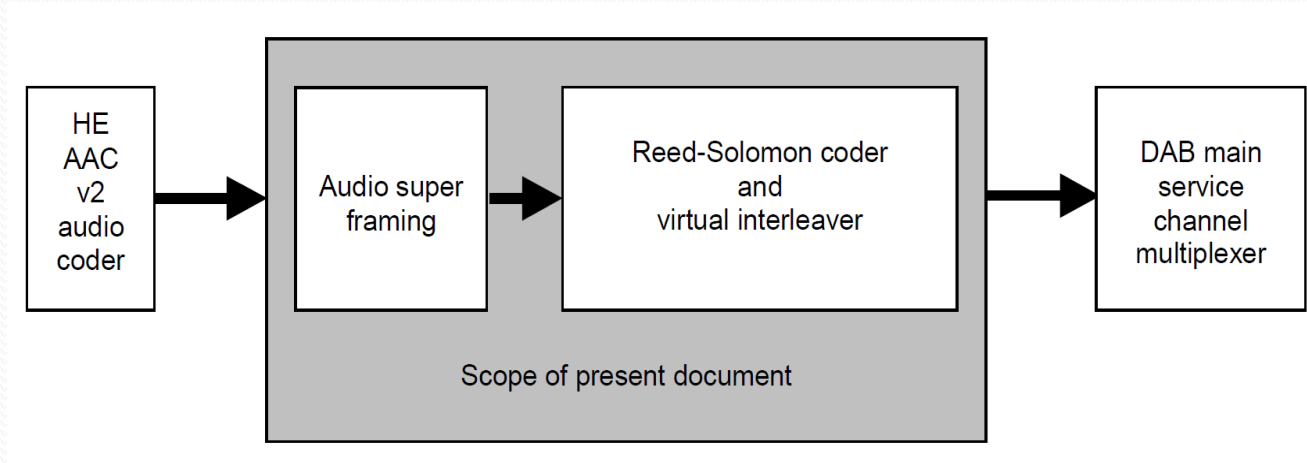 HE
AAC
v2
audio
coder
Audio super
framing
Reed-Solomon coder
and
virtual interleaver
DAB main
service
channel
multiplexer
Scope of present document